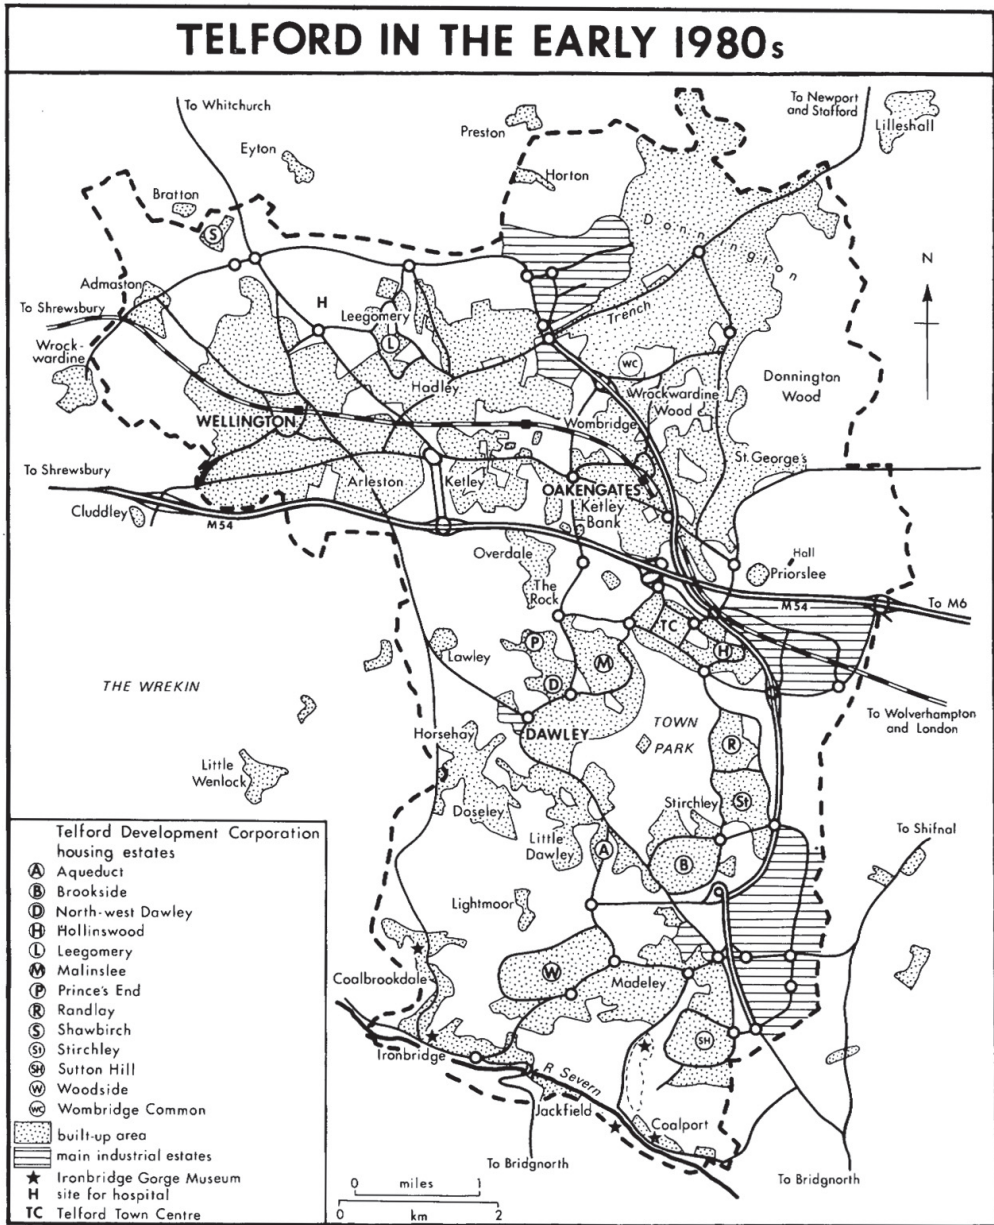 TELFORD IN THE EARLY 1980s
To Whitchurch
To Newport
and Stafford
Lilleshall
Preston
Eyton
Horton
Bratton
S
Donnington
N
Admaston
H
Leegomery
To Shrewsbury
Trench
L
Wrock-
wardine
WC
Hadley
Wrockwardine
Wood
Donnington
Wood
WELLINGTON
Wombridge
St. George's
To Shrewsbury
Arleston
Ketley
OAKENGATES
Ketley
Bank
Cluddley
M54
Overdale
Hall
Priorslee
The
Rock
M54
To M6
TC
P
H
Lawley
M
THE WREKIN
D
To Wolverhampton
and London
TOWN
PARK
Horsehay
DAWLEY
R
Little
Wenlock
Stirchley
St
Doseley
To Shifnal
Little
Dawley
A
B
Lightmoor
W
Coalbrookdale
Madeley
SH
Ironbridge
R Severn
Jackfield
Coalport
To Bridgnorth
To Bridgnorth
Telford Development Corporation
housing estates
A Aqueduct
B Brookside
D North-west Dawley
H Hollinswood
L Leegomery
M Malinslee
P Prince's End
R Randlay
S Shawbirch
St Stirchley
SH Sutton Hill
W Woodside
WC Wombridge Common
built-up area
main industrial estates
★ Ironbridge Gorge Museum
H site for hospital
TC Telford Town Centre
0 miles 1
0 km 2